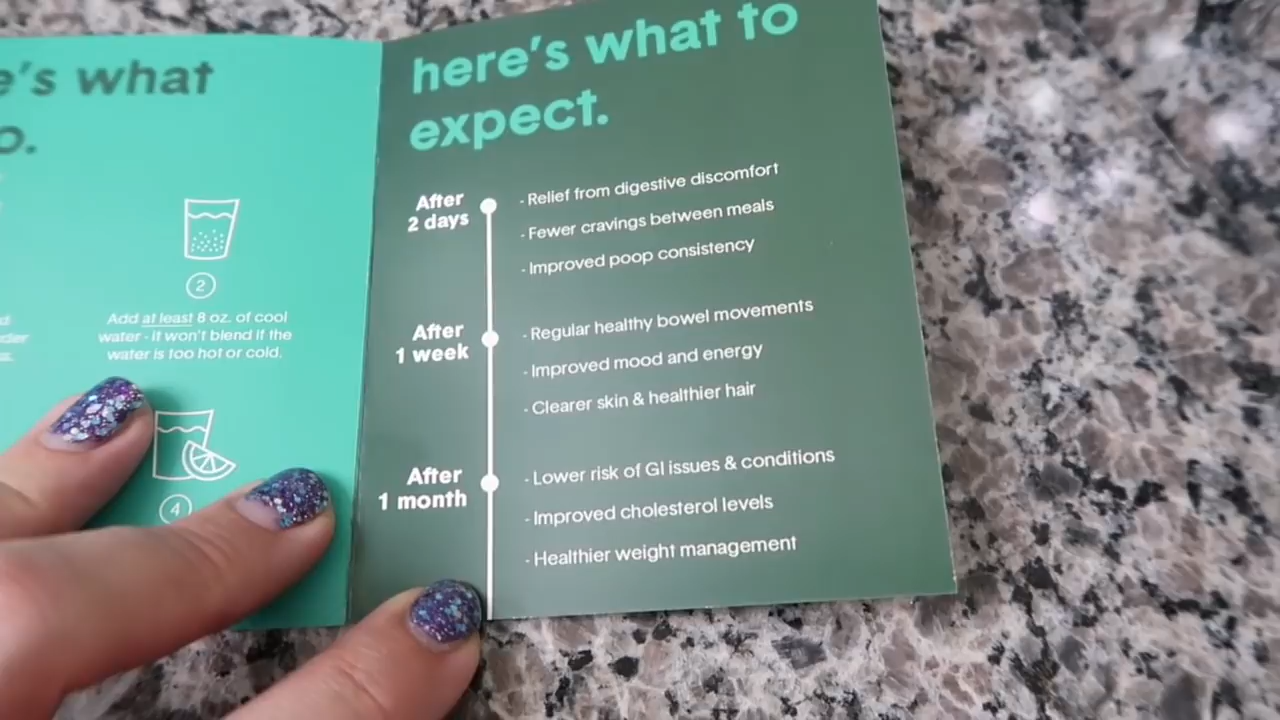 e's what
o.
2
Add at least 8 oz. of cool
water - it won't blend if the
water is too hot or cold.
4
here's what to
expect.
After
2 days
- Relief from digestive discomfort
- Fewer cravings between meals
- Improved poop consistency
After
1 week
- Regular healthy bowel movements
- Improved mood and energy
- Clearer skin & healthier hair
After
1 month
- Lower risk of GI issues & conditions
- Improved cholesterol levels
- Healthier weight management